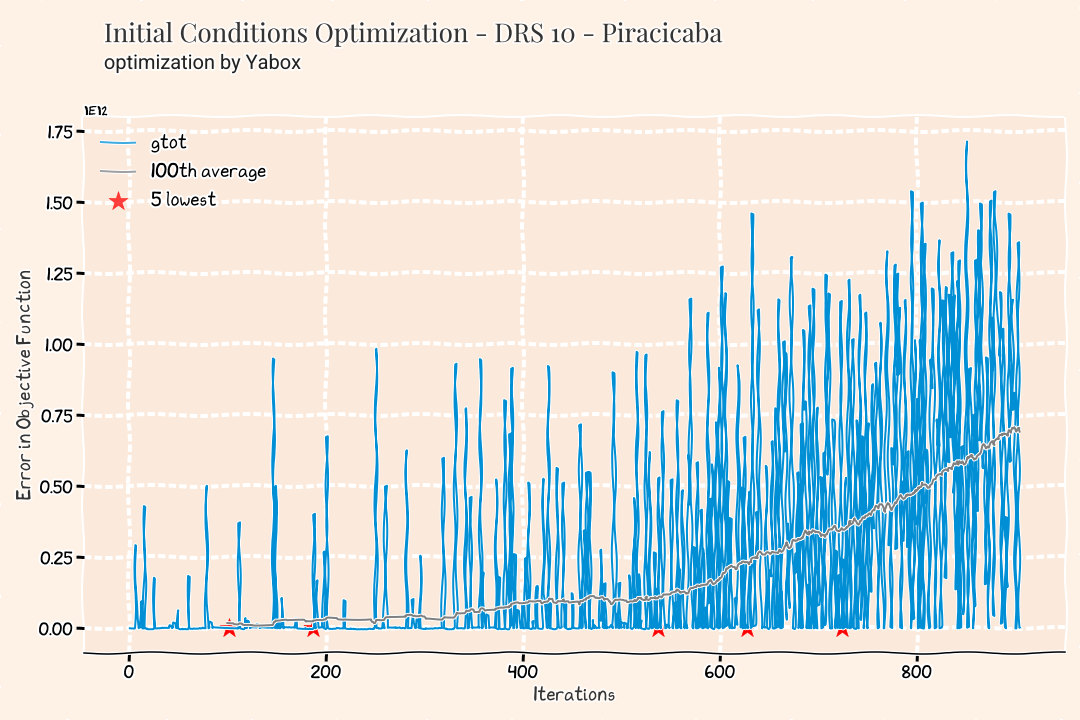 Initial Conditions Optimization - DRS 10 - Piracicaba
optimization by Yabox
1E12
1.75
1.50
1.25
1.00
0.75
0.50
0.25
0.00
gtot
100th average
5 lowest
Error in Objective Function
0
200
400
600
800
Iterations